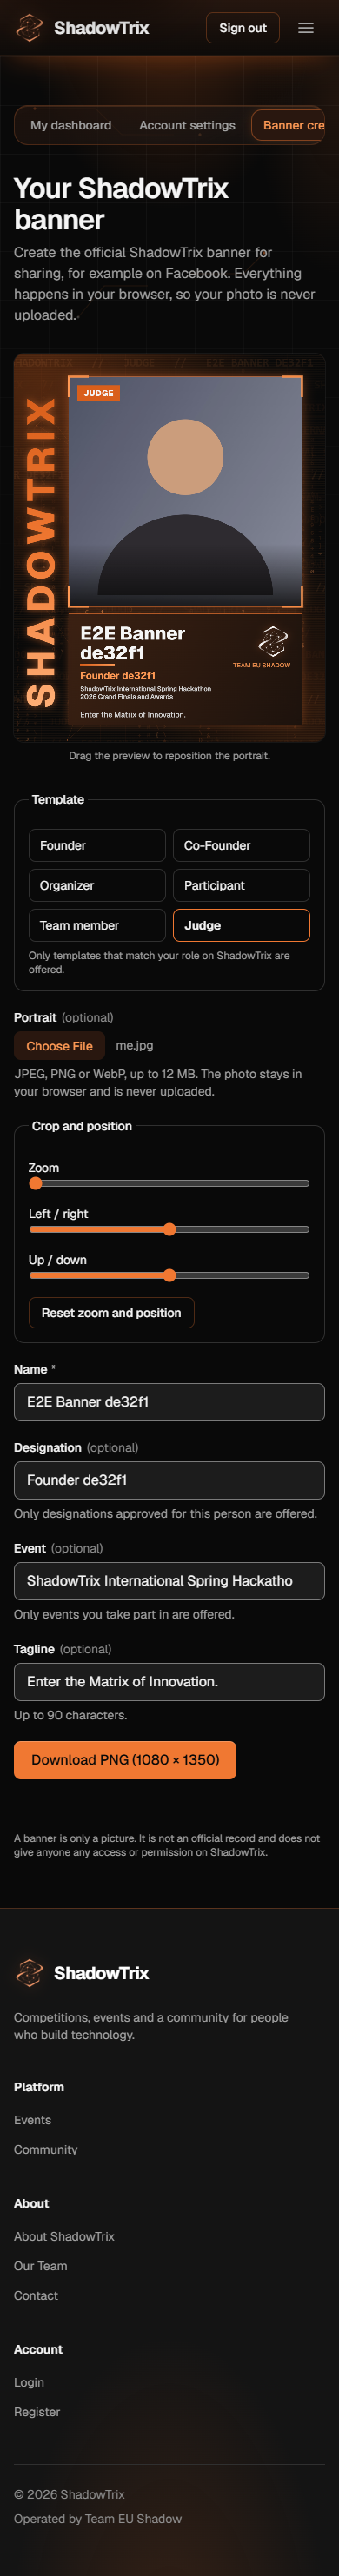 ShadowTrix
Sign out
My dashboard
Account settings
Banner cre
Your ShadowTrix
banner
Create the official ShadowTrix banner for
sharing, for example on Facebook. Everything
happens in your browser, so your photo is never
uploaded.
HADOWTRIX // JUDGE // E2E BANNER DE32F1
SHADOWTRIX
JUDGE
E2E Banner
de32f1
TEAM EU SHADOW
Founder de32f1
ShadowTrix International Spring Hackathon
2026 Grand Finale and Awards
Enter the Matrix of Innovation.
Drag the preview to reposition the portrait.
Template
Founder
Co-Founder
Organizer
Participant
Team member
Judge
Only templates that match your role on ShadowTrix are
offered.
Portrait (optional)
Choose File me.jpg
JPEG, PNG or WebP, up to 12 MB. The photo stays in
your browser and is never uploaded.
Crop and position
Zoom
Left / right
Up / down
Reset zoom and position
Name *
E2E Banner de32f1
Designation (optional)
Founder de32f1
Only designations approved for this person are offered.
Event (optional)
ShadowTrix International Spring Hackatho
Only events you take part in are offered.
Tagline (optional)
Enter the Matrix of Innovation.
Up to 90 characters.
Download PNG (1080 × 1350)
A banner is only a picture. It is not an official record and does not
give anyone any access or permission on ShadowTrix.
ShadowTrix
Competitions, events and a community for people
who build technology.
Platform
Events
Community
About
About ShadowTrix
Our Team
Contact
Account
Login
Register
© 2026 ShadowTrix
Operated by Team EU Shadow